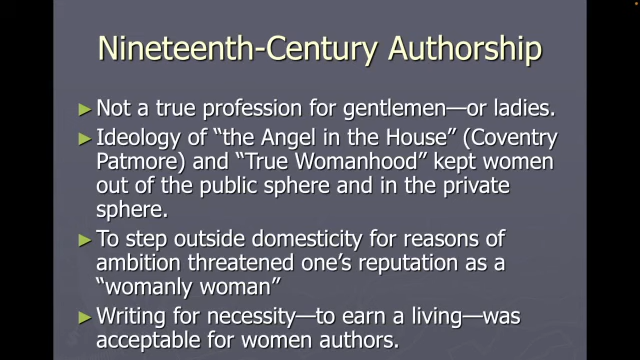 Nineteenth-Century Authorship
►Not a true profession for gentlemen—or ladies.
►Ideology of “the Angel in the House” (Coventry
Patmore) and “True Womanhood” kept women
out of the public sphere and in the private
sphere.
►To step outside domesticity for reasons of
ambition threatened one’s reputation as a
“womanly woman”
►Writing for necessity—to earn a living—was
acceptable for women authors.